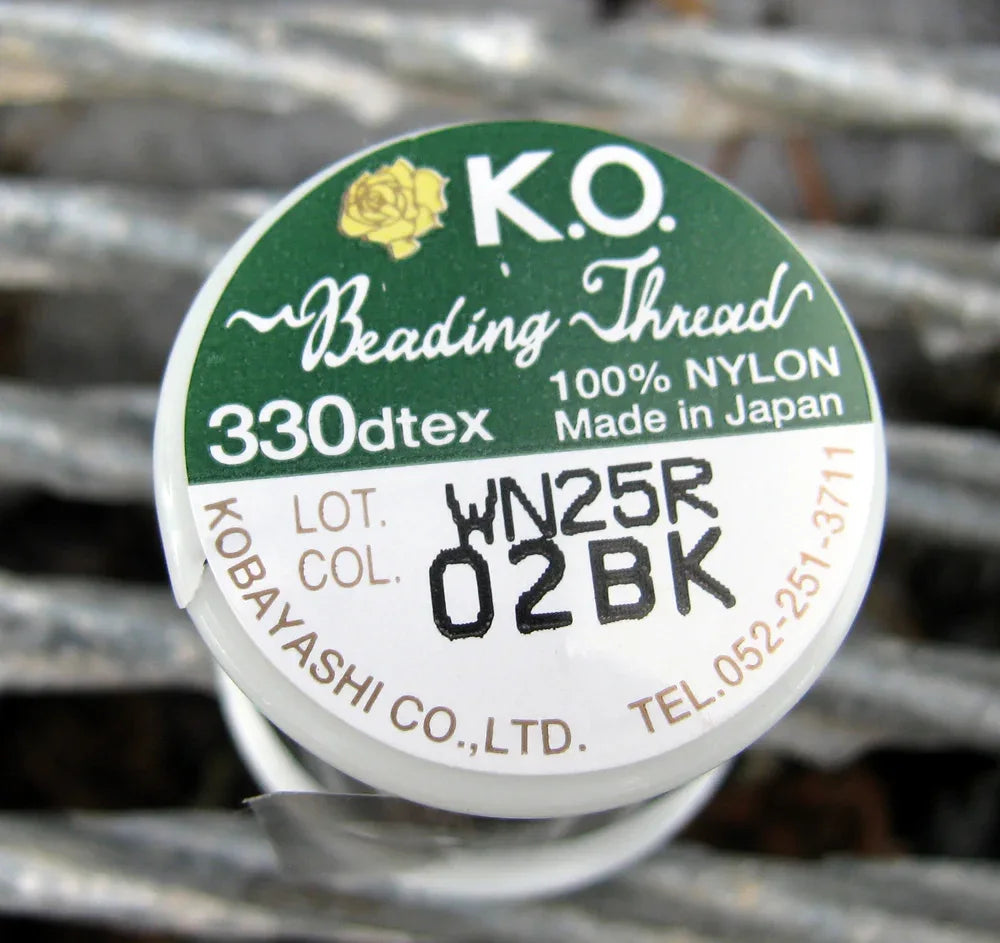 K.O.
Beading Thread
330dtex
100% NYLON
Made in Japan
LOT. WN25R
COL. 02BK
KOBAYASHI CO.,LTD.
TEL.052-251-3711